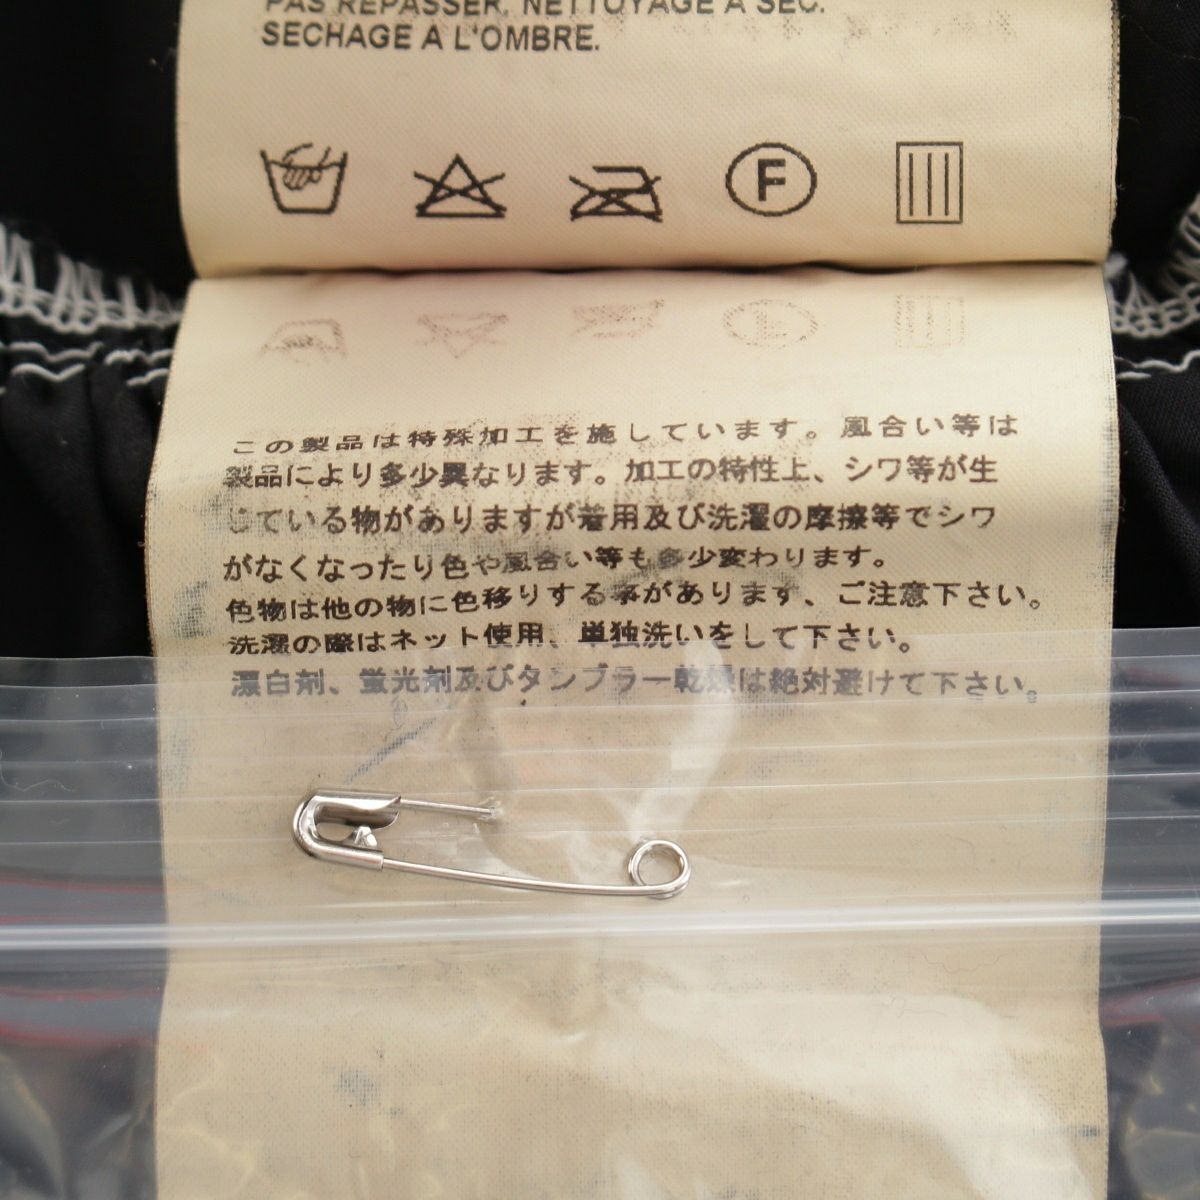 PAS REPASSER. NETTOYAGE A SEC.
SECHAGE A L'OMBRE.
F
この製品は特殊加工を施しています。風合い等は
製品により多少異なります。加工の特性上、シワ等が生
じている物がありますが着用及び洗濯の摩擦等でシワ
がなくなったり色や風合い等も多少変わります。
色物は他の物に色移りする事があります、ご注意下さい。
洗濯の際はネット使用、単独洗いをして下さい。
漂白剤、蛍光剤及びタンブラー乾燥は絶対避けて下さい。